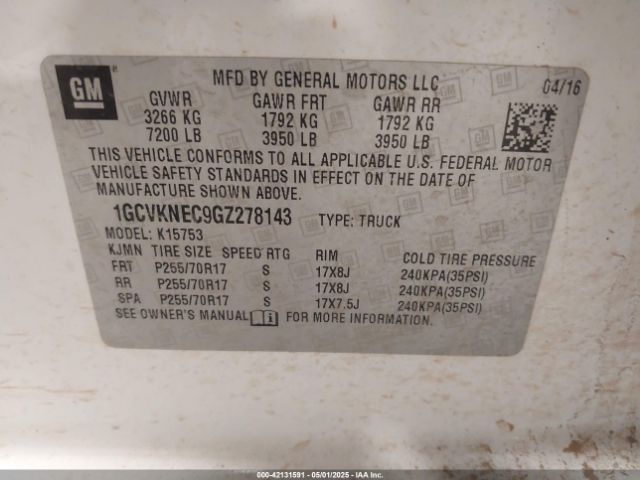 GM
MFD BY GENERAL MOTORS LLC 04/16
GVWR GAWR FRT GAWR RR
3266 KG 1792 KG 1792 KG
7200 LB 3950 LB 3950 LB
THIS VEHICLE CONFORMS TO ALL APPLICABLE U.S. FEDERAL MOTOR
VEHICLE SAFETY STANDARDS IN EFFECT ON THE DATE OF
MANUFACTURE SHOWN ABOVE.
1GCVKNEC9GZ278143 TYPE: TRUCK
MODEL: K15753
KJMN TIRE SIZE SPEED RTG RIM COLD TIRE PRESSURE
FRT P255/70R17 S 17X8J 240KPA(35PSI)
RR P255/70R17 S 17X8J 240KPA(35PSI)
SPA P255/70R17 S 17X7.5J 240KPA(35PSI)
SEE OWNER'S MANUAL FOR MORE INFORMATION.
000-42131591 - 05/01/2025 - IAA Inc.